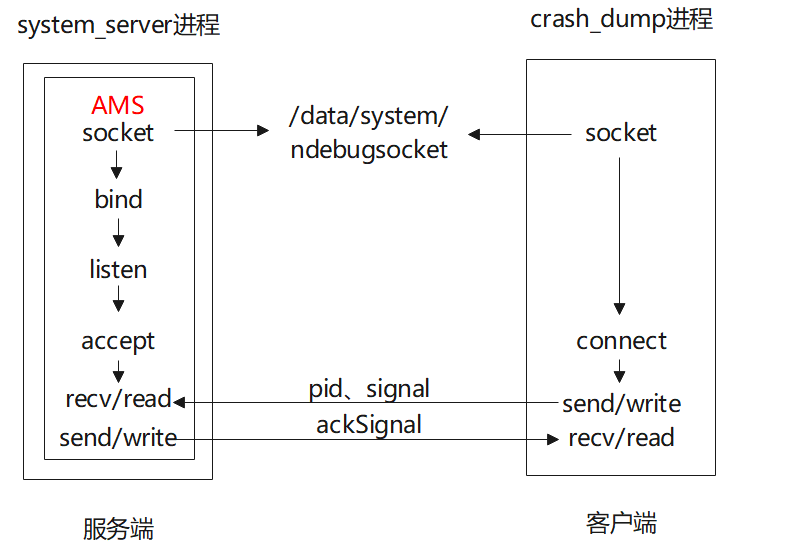 system_server进程
crash_dump进程
AMS
socket
/data/system/
ndebugsocket
socket
bind
listen
accept
connect
recv/read
pid、signal
send/write
send/write
ackSignal
recv/read
服务端
客户端